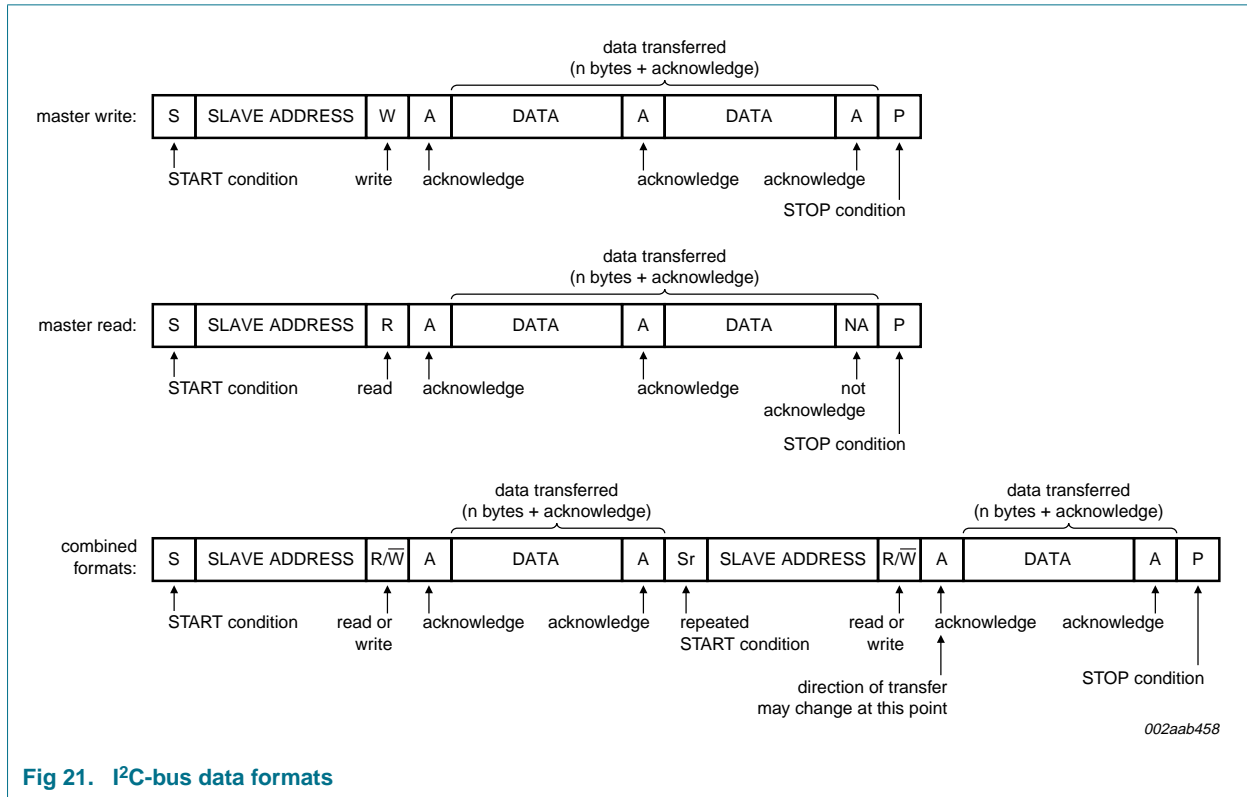 data transferred
(n bytes + acknowledge)
master write: S SLAVE ADDRESS W A DATA A DATA A P
START condition write acknowledge acknowledge acknowledge
STOP condition
data transferred
(n bytes + acknowledge)
master read: S SLAVE ADDRESS R A DATA A DATA NA P
START condition read acknowledge acknowledge not
acknowledge
STOP condition
data transferred
(n bytes + acknowledge)
data transferred
(n bytes + acknowledge)
combined
formats:
S SLAVE ADDRESS R/W̅ A DATA A Sr SLAVE ADDRESS R/W̅ A DATA A P
START condition read or
write
acknowledge acknowledge repeated
START condition
read or
write
acknowledge acknowledge
STOP condition
direction of transfer
may change at this point
002aab458
Fig 21. I²C-bus data formats